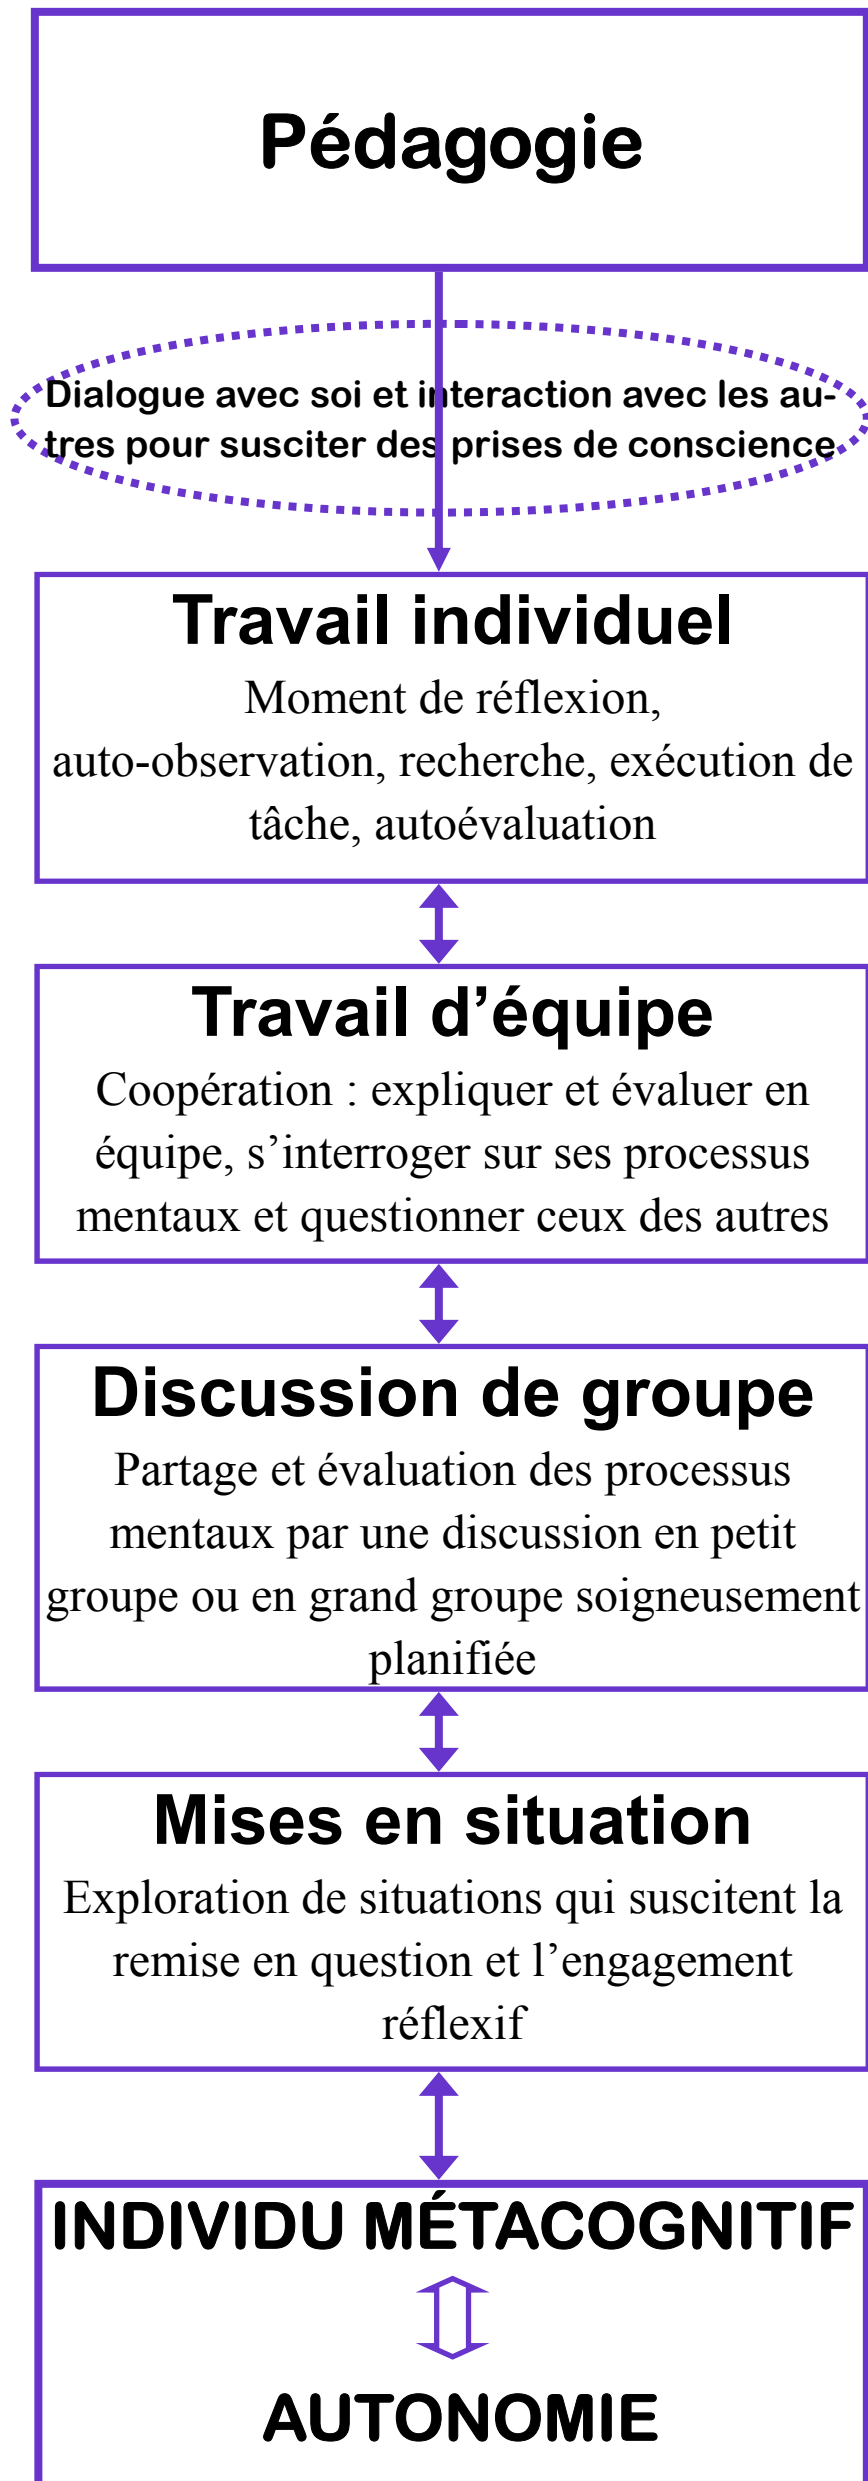 Pédagogie
Dialogue avec soi et interaction avec les au-
tres pour susciter des prises de conscience
Travail individuel
Moment de réflexion,
auto-observation, recherche, exécution de
tâche, autoévaluation
Travail d’équipe
Coopération : expliquer et évaluer en
équipe, s’interroger sur ses processus
mentaux et questionner ceux des autres
Discussion de groupe
Partage et évaluation des processus
mentaux par une discussion en petit
groupe ou en grand groupe soigneusement
planifiée
Mises en situation
Exploration de situations qui suscitent la
remise en question et l’engagement
réflexif
INDIVIDU MÉTACOGNITIF
AUTONOMIE